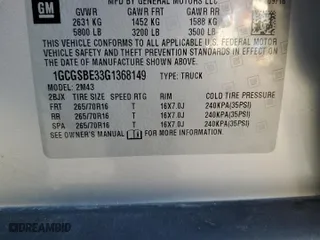 GM
MFD BY GENERAL MOTORS LLC
GVWR GAWR FRT GAWR RR
2631 KG 1452 KG 1588 KG
5800 LB 3200 LB 3500 LB
THIS VEHICLE CONFORMS TO ALL APPLICABLE U.S.
FEDERAL MOTOR VEHICLE SAFETY AND THEFT
PREVENTION STANDARDS IN EFFECT ON THE
DATE OF MANUFACTURE SHOWN ABOVE.
TYPE: TRUCK
MODEL: 2M43
2BJX TIRE SIZE SPEED RTG RIM COLD TIRE PRESSURE
FRT 265/70R16 T 16X7.0J 240KPA(35PSI)
RR 265/70R16 T 16X7.0J 240KPA(35PSI)
SPA 265/70R16 T 16X7.0J 240KPA(35PSI)
SEE OWNER'S MANUAL FOR MORE INFORMATION.
DREAMBID